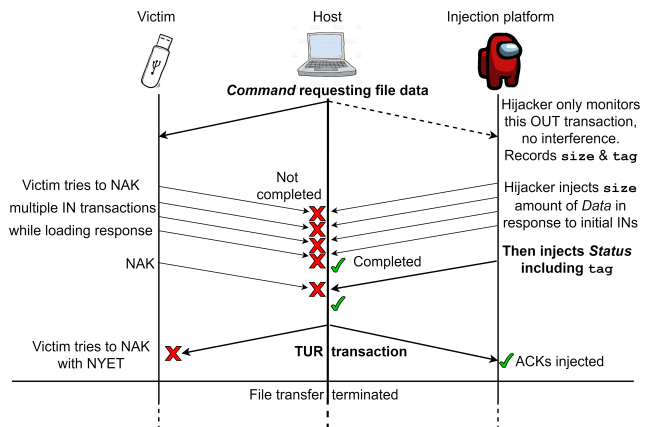 Victim
Host
Injection platform
Command requesting file data
Hijacker only monitors
this OUT transaction,
no interference.
Records size & tag
Not
completed
Victim tries to NAK
multiple IN transactions
while loading response
Hijacker injects size
amount of Data in
response to initial INs
Completed
NAK
Then injects Status
including tag
Victim tries to NAK
with NYET
TUR transaction
ACKs injected
File transfer terminated